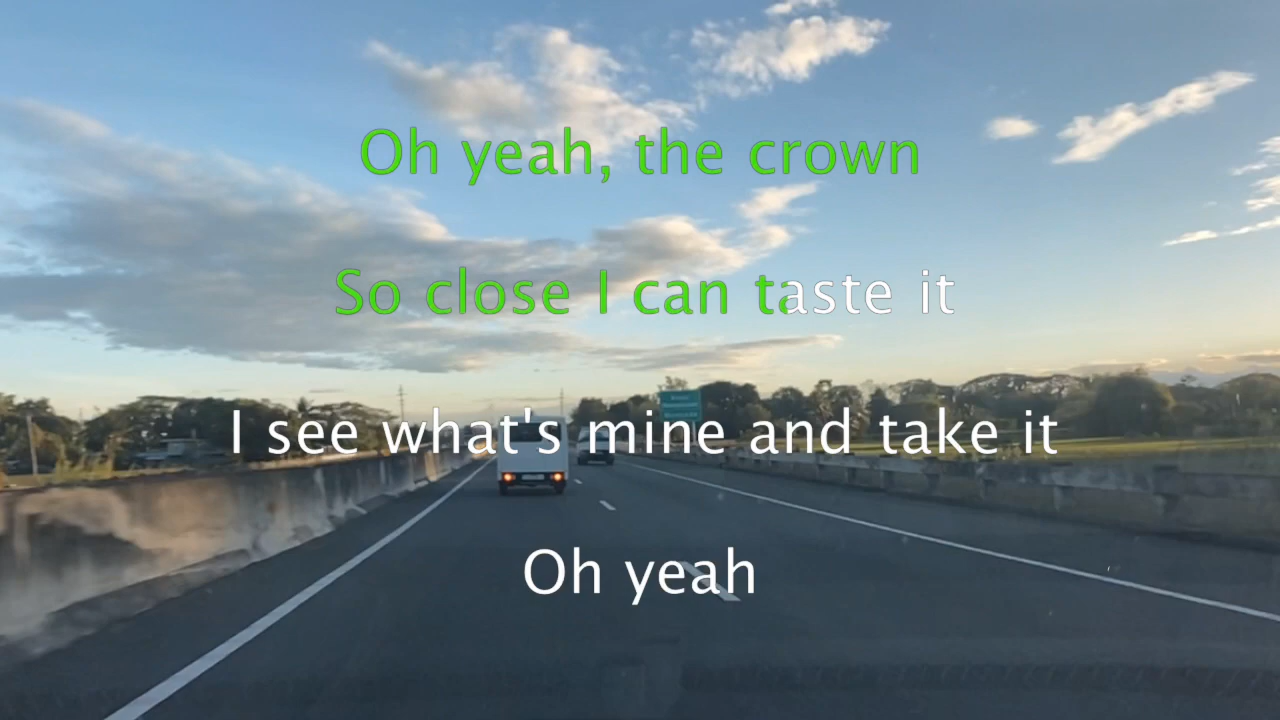 Oh yeah, the crown
So close I can taste it
I see what's mine and take it
Oh yeah